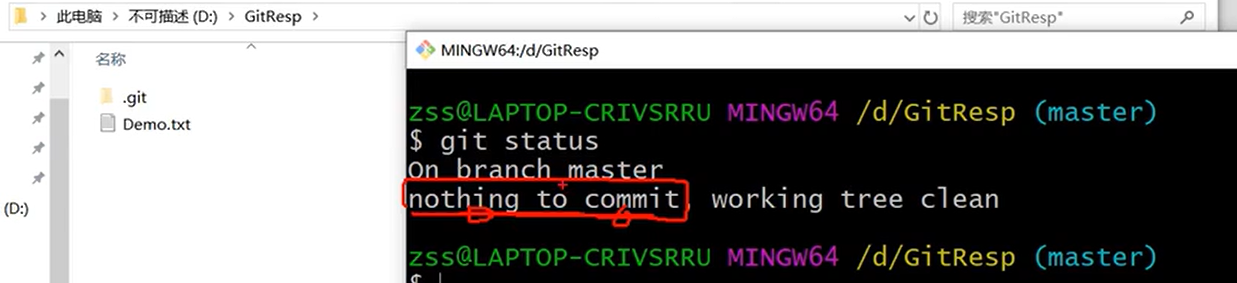 此电脑 > 不可描述 (D:) > GitResp >
搜索"GitResp"
名称
.git
Demo.txt
(D:)
MINGW64:/d/GitResp
zss@LAPTOP-CRIVSRRU MINGW64 /d/GitResp (master)
$ git status
On branch master
nothing to commit, working tree clean
zss@LAPTOP-CRIVSRRU MINGW64 /d/GitResp (master)
$